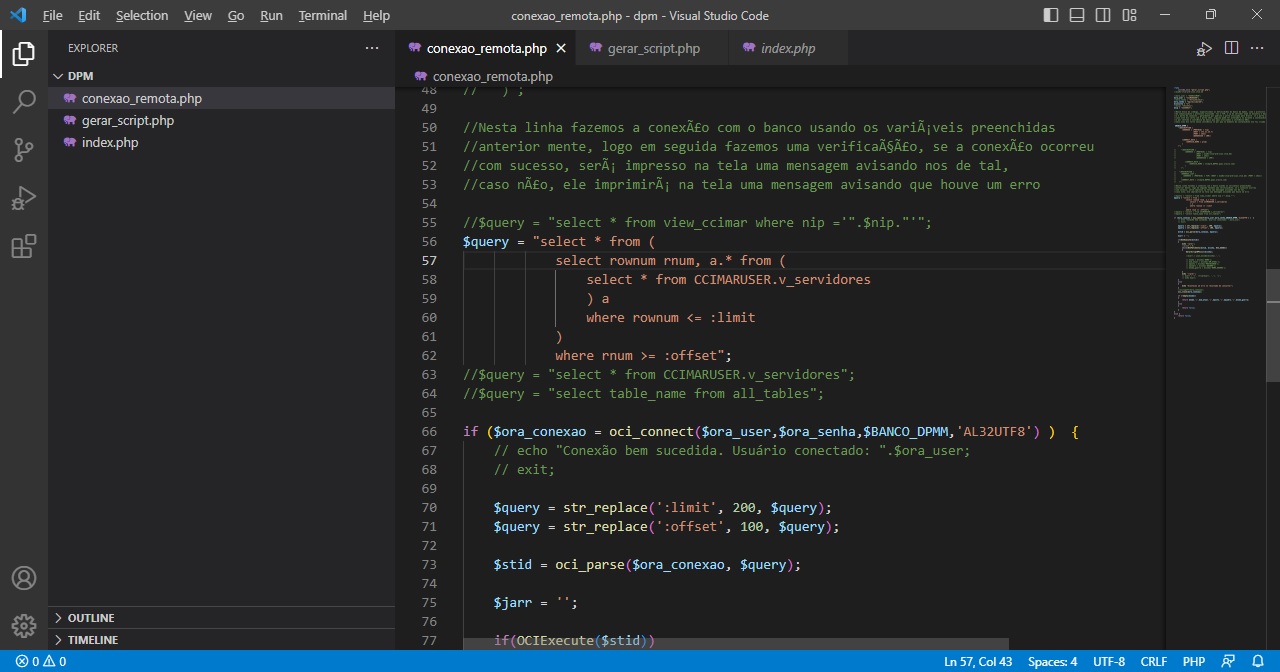 File Edit Selection View Go Run Terminal Help
conexao_remota.php - dpm - Visual Studio Code
EXPLORER
DPM
conexao_remota.php
gerar_script.php
index.php
OUTLINE
TIMELINE
conexao_remota.php
gerar_script.php
index.php
conexao_remota.php
48 // ) ;
49
50 //Nesta linha fazemos a conexÃ£o com o banco usando os variÃ¡veis preenchidas
51 //anterior mente, logo em seguida fazemos uma verificaÃ§Ã£o, se a conexÃ£o ocorreu
52 //com sucesso, serÃ¡ impresso na tela uma mensagem avisando nos de tal,
53 //caso nÃ£o, ele imprimirÃ¡ na tela uma mensagem avisando que houve um erro
54
55 //$query = "select * from view_ccimar where nip ='".$nip."'";
56 $query = "select * from (
57 select rownum rnum, a.* from (
58 select * from CCIMARUSER.v_servidores
59 ) a
60 where rownum <= :limit
61 )
62 where rnum >= :offset";
63 //$query = "select * from CCIMARUSER.v_servidores";
64 //$query = "select table_name from all_tables";
65
66 if ($ora_conexao = oci_connect($ora_user,$ora_senha,$BANCO_DPMM,'AL32UTF8') ) {
67 // echo "Conexão bem sucedida. Usuário conectado: ".$ora_user;
68 // exit;
69
70 $query = str_replace(':limit', 200, $query);
71 $query = str_replace(':offset', 100, $query);
72
73 $stid = oci_parse($ora_conexao, $query);
74
75 $jarr = '';
76
77 if(OCIExecute($stid))
0 0
Ln 57, Col 43 Spaces: 4 UTF-8 CRLF PHP